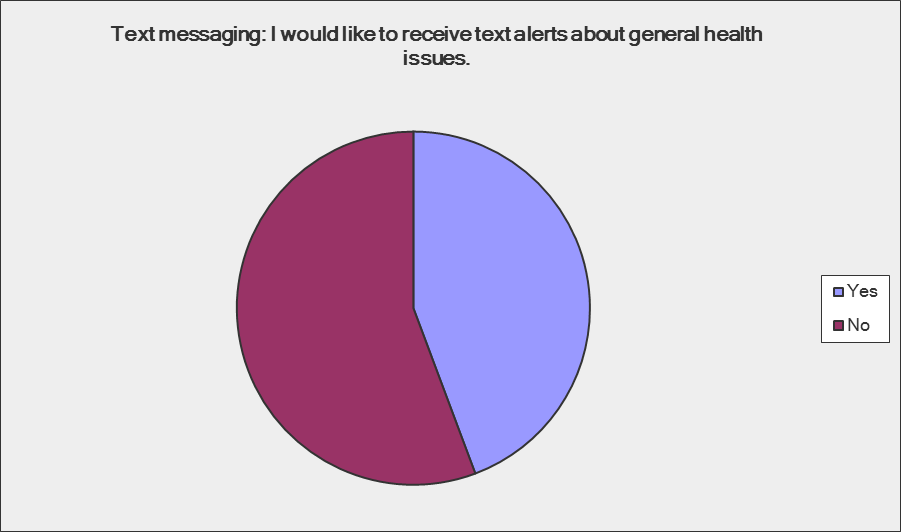 Text messaging: I would like to receive text alerts about general health
issues.
Yes
No